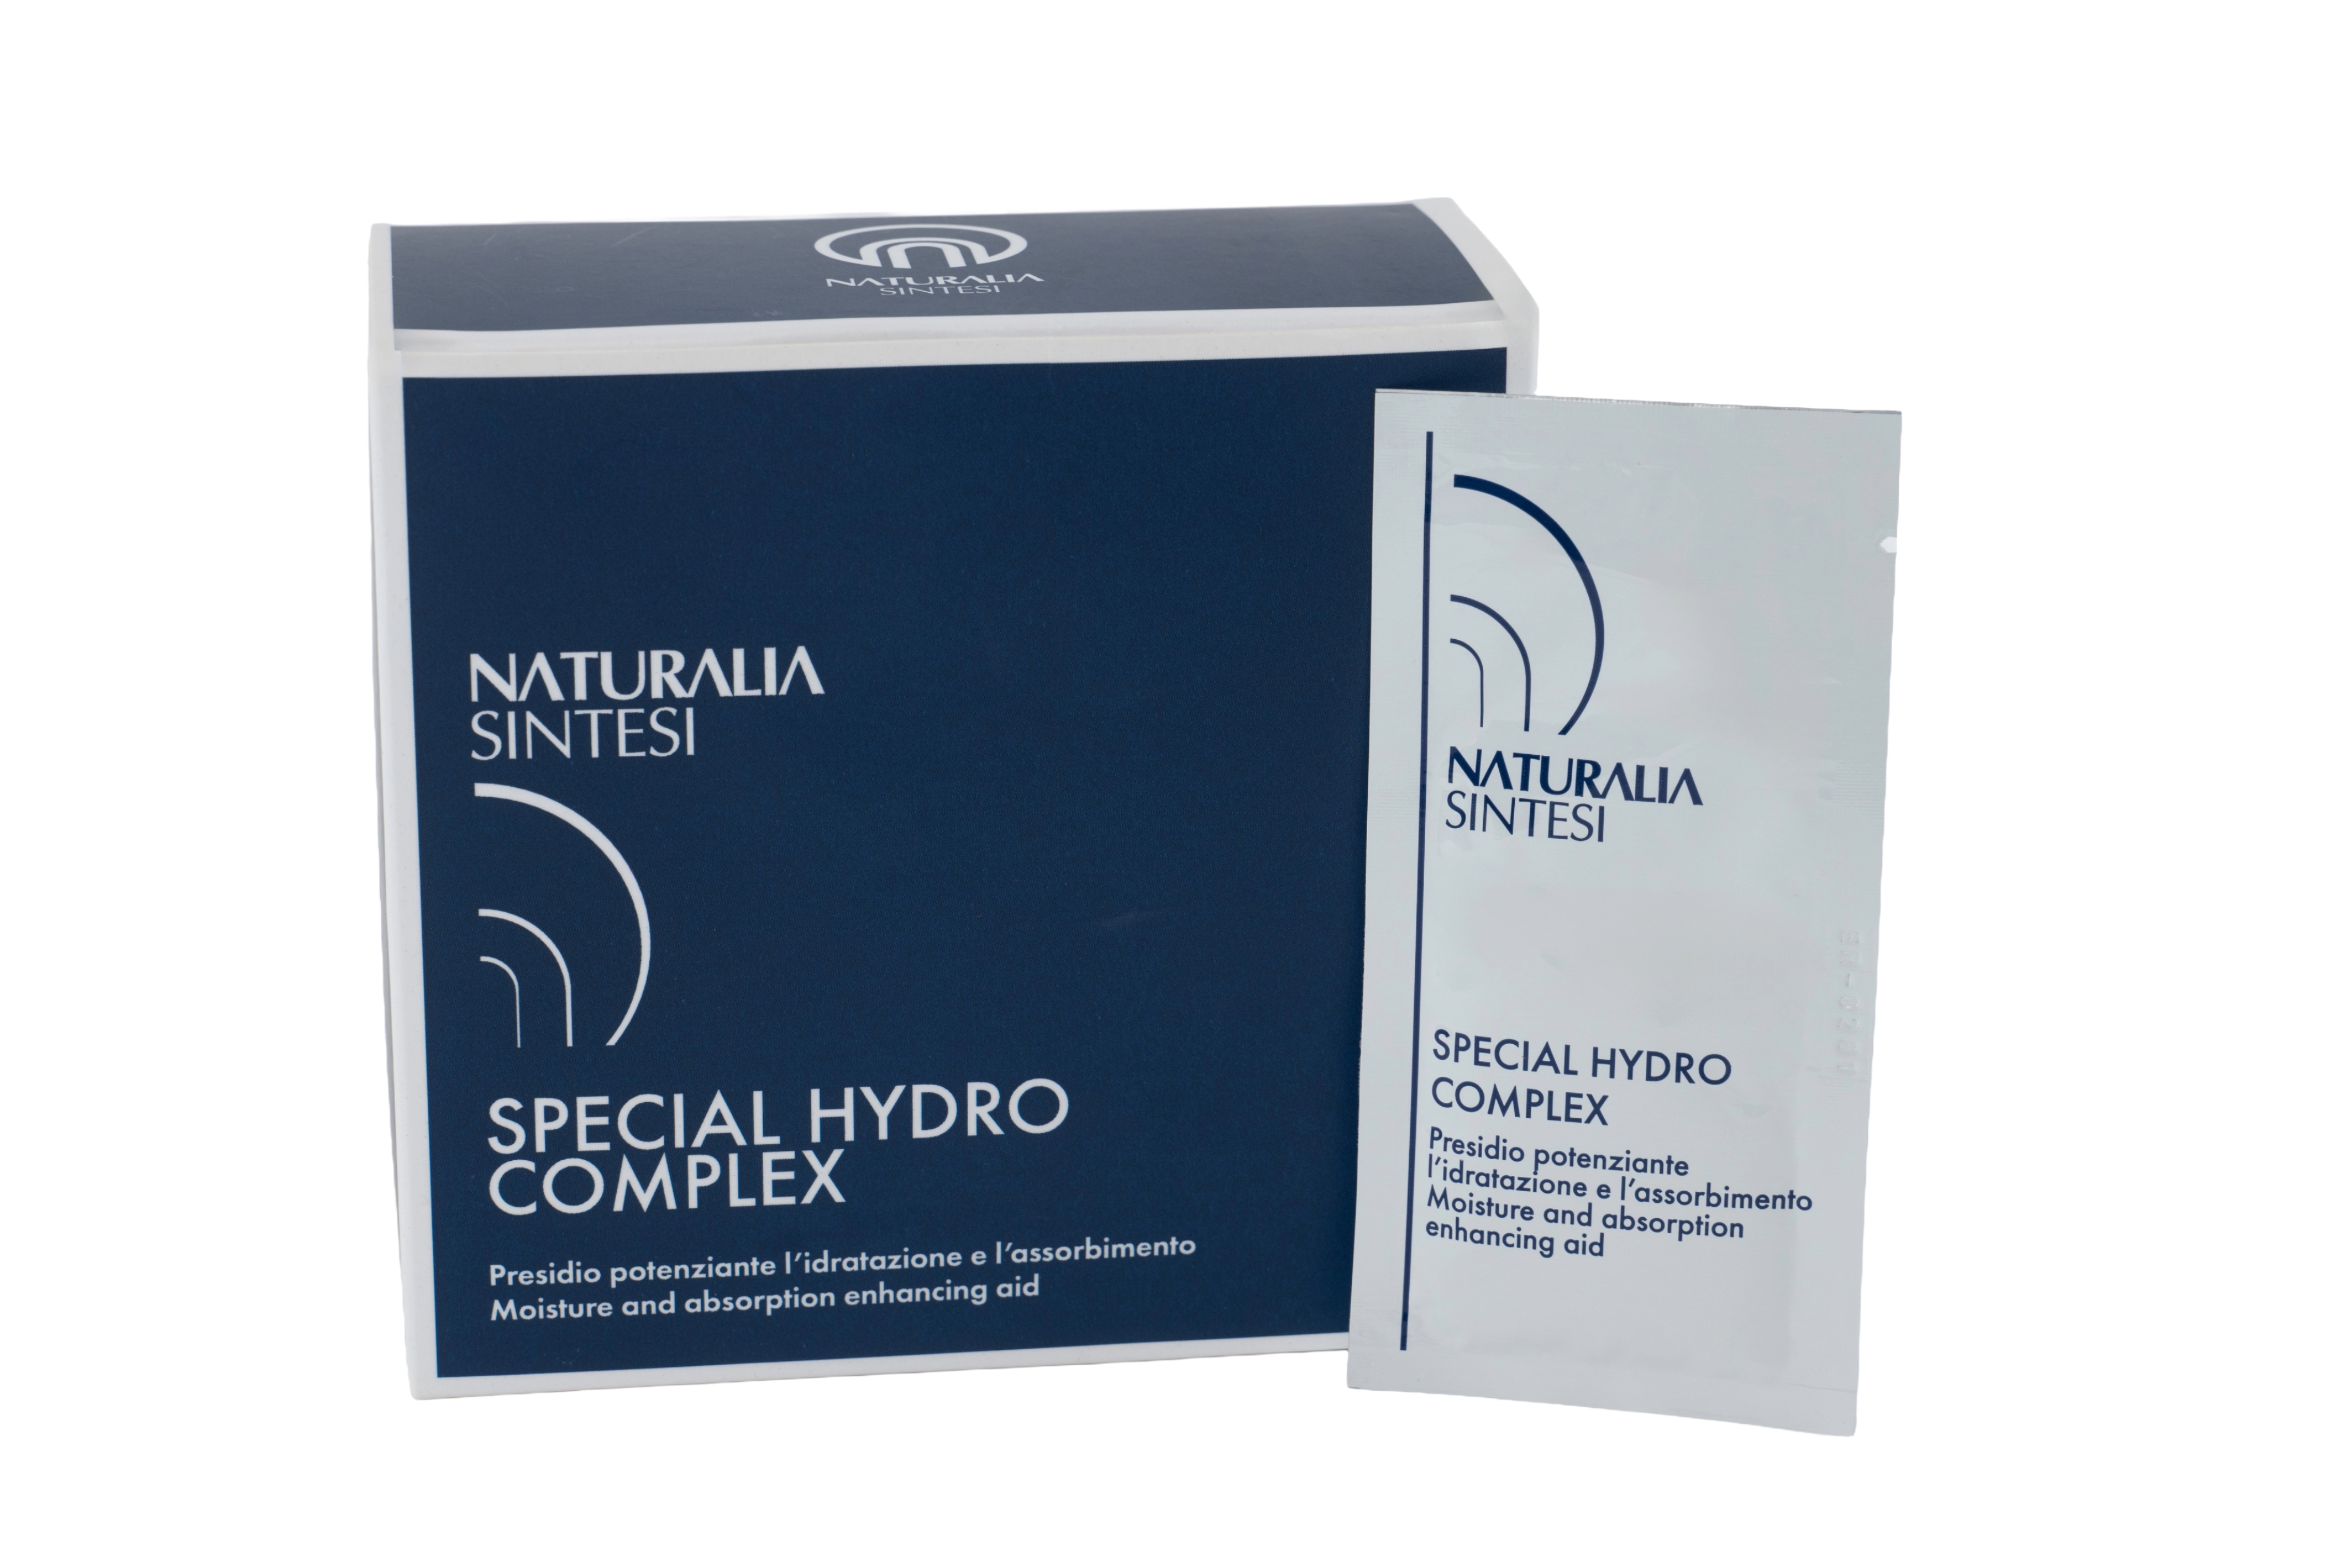 NATURALIA
SINTESI
NATURALIA
SINTESI
SPECIAL HYDRO
COMPLEX
Presidio potenziante l'idratazione e l'assorbimento
Moisture and absorption enhancing aid
NATURALIA
SINTESI
SPECIAL HYDRO
COMPLEX
Presidio potenziante
l'idratazione e l'assorbimento
Moisture and absorption
enhancing aid